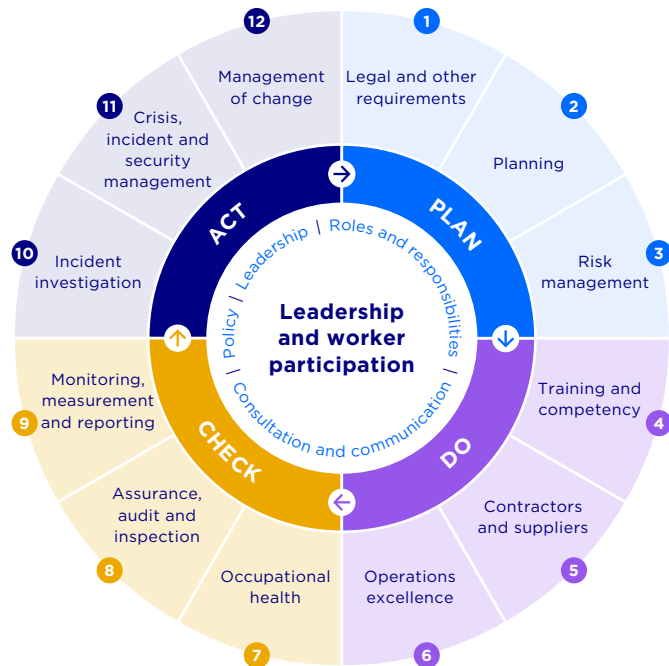 12
Management
of change
1
Legal and other
requirements
2
Planning
3
Risk
management
4
Training and
competency
5
Contractors
and suppliers
6
Operations
excellence
7
Occupational
health
8
Assurance,
audit and
inspection
9
Monitoring,
measurement
and reporting
10
Incident
investigation
11
Crisis,
incident and
security
management
ACT
PLAN
DO
CHECK
| Policy | Leadership | Roles and responsibilities |
Consultation and communication
Leadership
and worker
participation